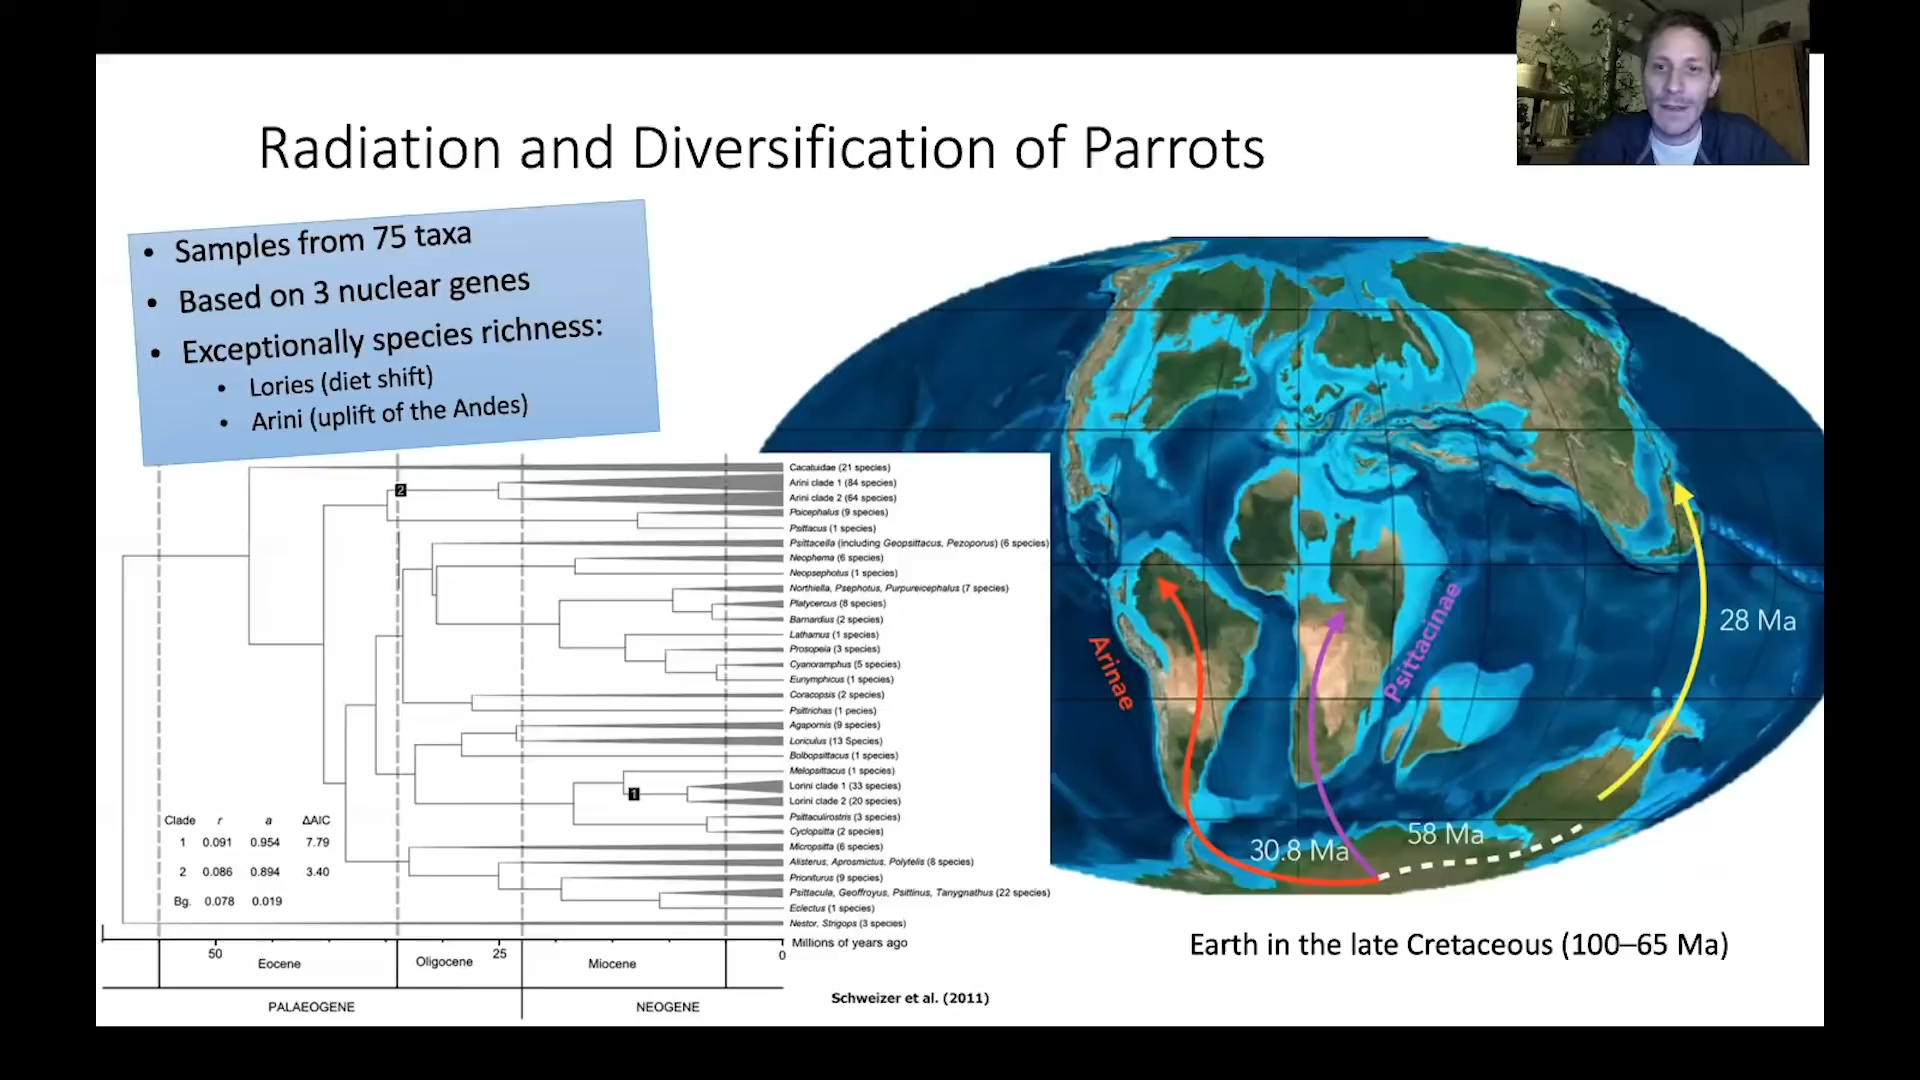 Radiation and Diversification of Parrots
• Samples from 75 taxa
• Based on 3 nuclear genes
• Exceptionally species richness:
• Lories (diet shift)
• Arini (uplift of the Andes)
Cacatuidae (21 species)
Arini clade 1 (84 species)
Arini clade 2 (64 species)
Poicephalus (9 species)
Psittacus (1 species)
Psittacella (including Geopsittacus, Pezoporus) (6 species)
Neophema (6 species)
Neopsephotus (1 species)
Northiella, Psephotus, Purpureicephalus (7 species)
Platycercus (8 species)
Barnardius (2 species)
Lathamus (1 species)
Prosopeia (3 species)
Cyanoramphus (5 species)
Eunymphicus (1 species)
Coracopsis (2 species)
Psittrichas (1 pecies)
Agapornis (9 species)
Loriculus (13 Species)
Bolbopsittacus (1 species)
Melopsittacus (1 species)
Lorini clade 1 (33 species)
Lorini clade 2 (20 species)
Psittaculirostris (3 species)
Cyclopsitta (2 species)
Micropsitta (6 species)
Alisterus, Aprosmictus, Polytelis (8 species)
Prioniturus (9 species)
Psittacula, Geoffroyus, Psittinus, Tanygnathus (22 species)
Eclectus (1 species)
Nestor, Strigops (3 species)
2
1
Clade r a ΔAIC
1 0.091 0.954 7.79
2 0.086 0.894 3.40
Bg. 0.078 0.019
50 25 0 Millions of years ago
Eocene Oligocene Miocene
PALAEOGENE NEOGENE
Schweizer et al. (2011)
Arinae
Psittacinae
28 Ma
30.8 Ma
58 Ma
Earth in the late Cretaceous (100–65 Ma)